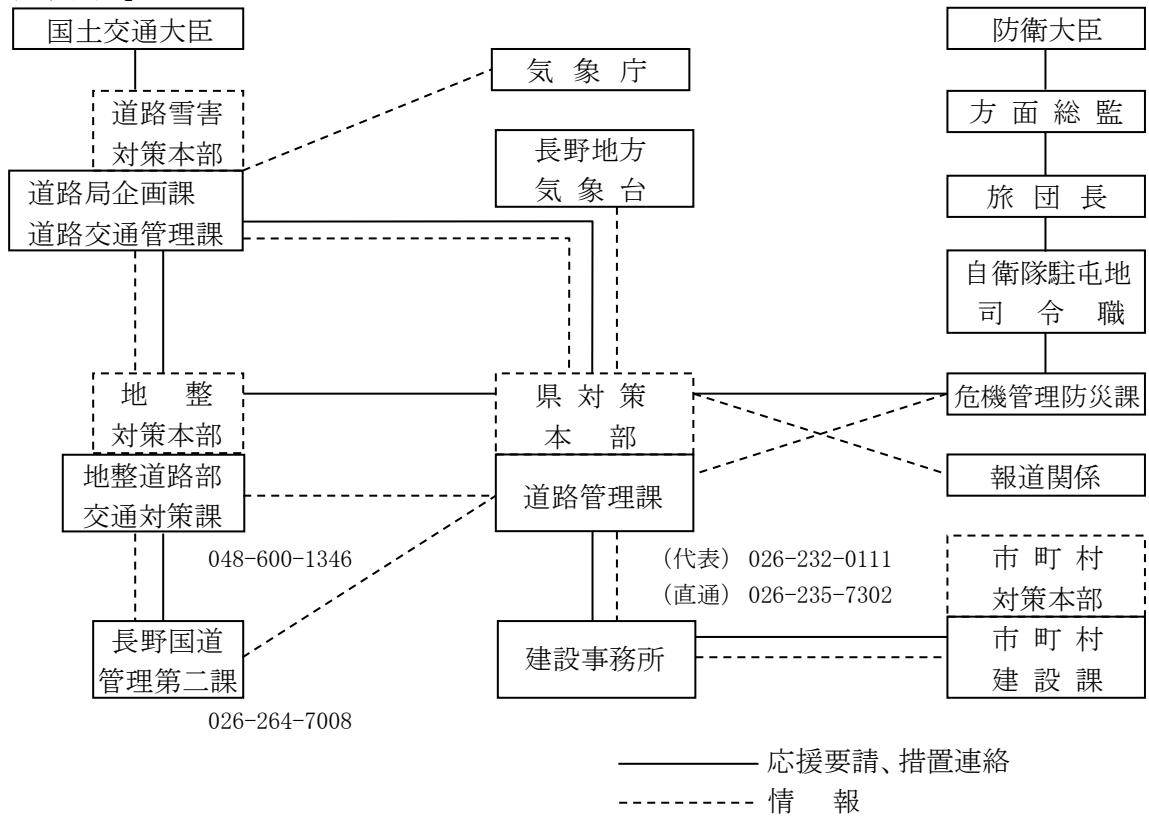 国土交通大臣
道路雪害
対策本部
道路局企画課
道路交通管理課
気 象 庁
長野地方
気 象 台
防衛大臣
方 面 総 監
旅 団 長
自衛隊駐屯地
司 令 職
地 整
対策本部
地整道路部
交通対策課
048-600-1346
長野国道
管理第二課
026-264-7008
県 対 策
本 部
道路管理課
(代表) 026-232-0111
(直通) 026-235-7302
建設事務所
危機管理防災課
報道関係
市 町 村
対策本部
市 町 村
建 設 課
応援要請、措置連絡
情 報